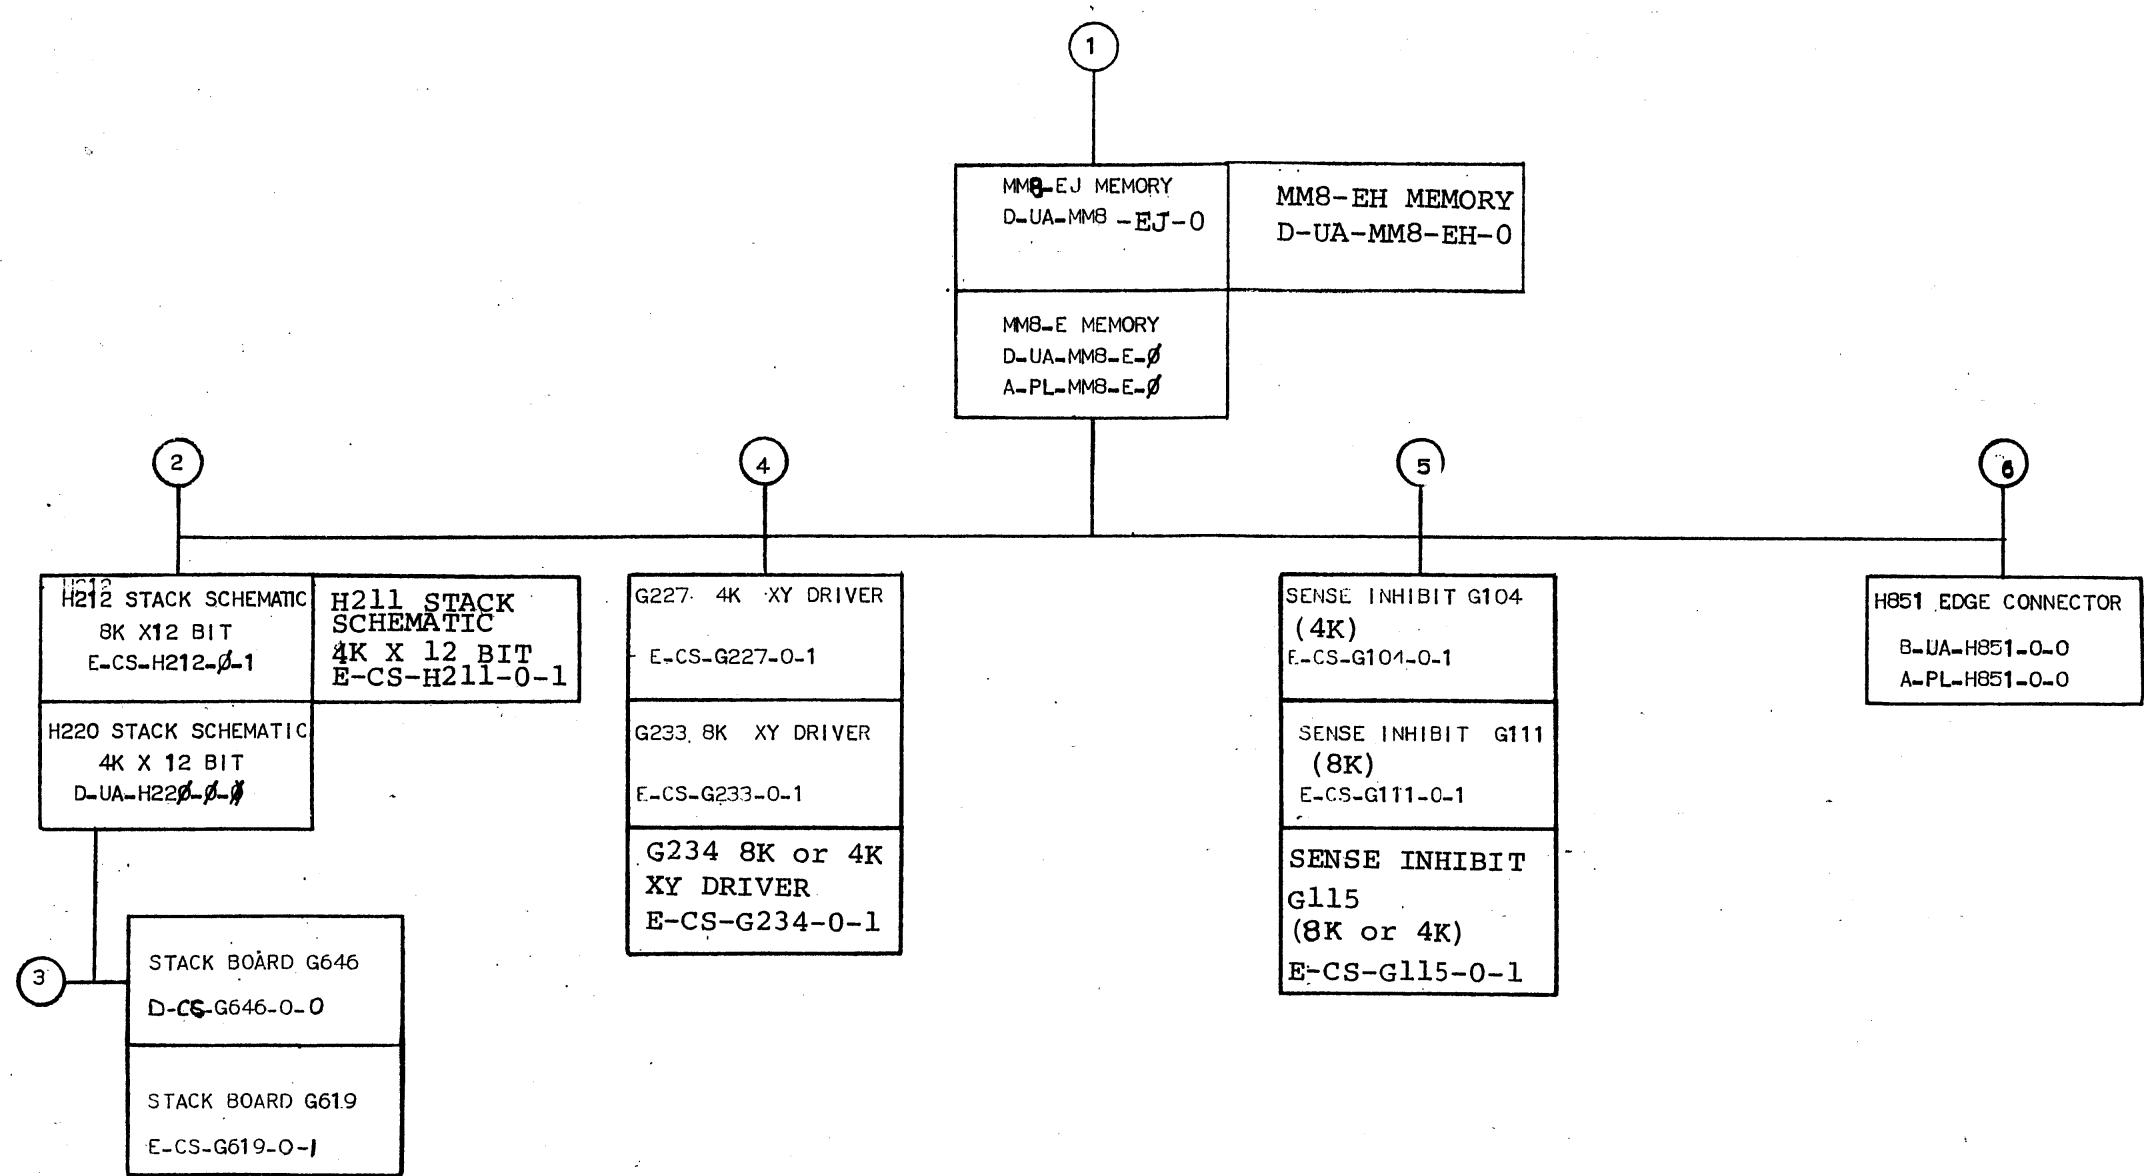 1
MM8-EJ MEMORY
D-UA-MM8-EJ-0
MM8-EH MEMORY
D-UA-MM8-EH-0
MM8-E MEMORY
D-UA-MM8-E-Ø
A-PL-MM8-E-Ø
2
4
5
6
H212 STACK SCHEMATIC
8K X12 BIT
E-CS-H212-Ø-1
H211 STACK
SCHEMATIC
4K X 12 BIT
E-CS-H211-0-1
H220 STACK SCHEMATIC
4K X 12 BIT
D-UA-H22Ø-Ø-Ø
G227 4K XY DRIVER
E-CS-G227-0-1
G233 8K XY DRIVER
E-CS-G233-0-1
G234 8K or 4K
XY DRIVER
E-CS-G234-0-1
SENSE INHIBIT G104
(4K)
E-CS-G104-0-1
SENSE INHIBIT G111
(8K)
E-CS-G111-0-1
SENSE INHIBIT
G115
(8K or 4K)
E-CS-G115-0-1
H851 EDGE CONNECTOR
B-UA-H851-0-0
A-PL-H851-0-0
3
STACK BOARD G646
D-CS-G646-0-0
STACK BOARD G619
E-CS-G619-0-1